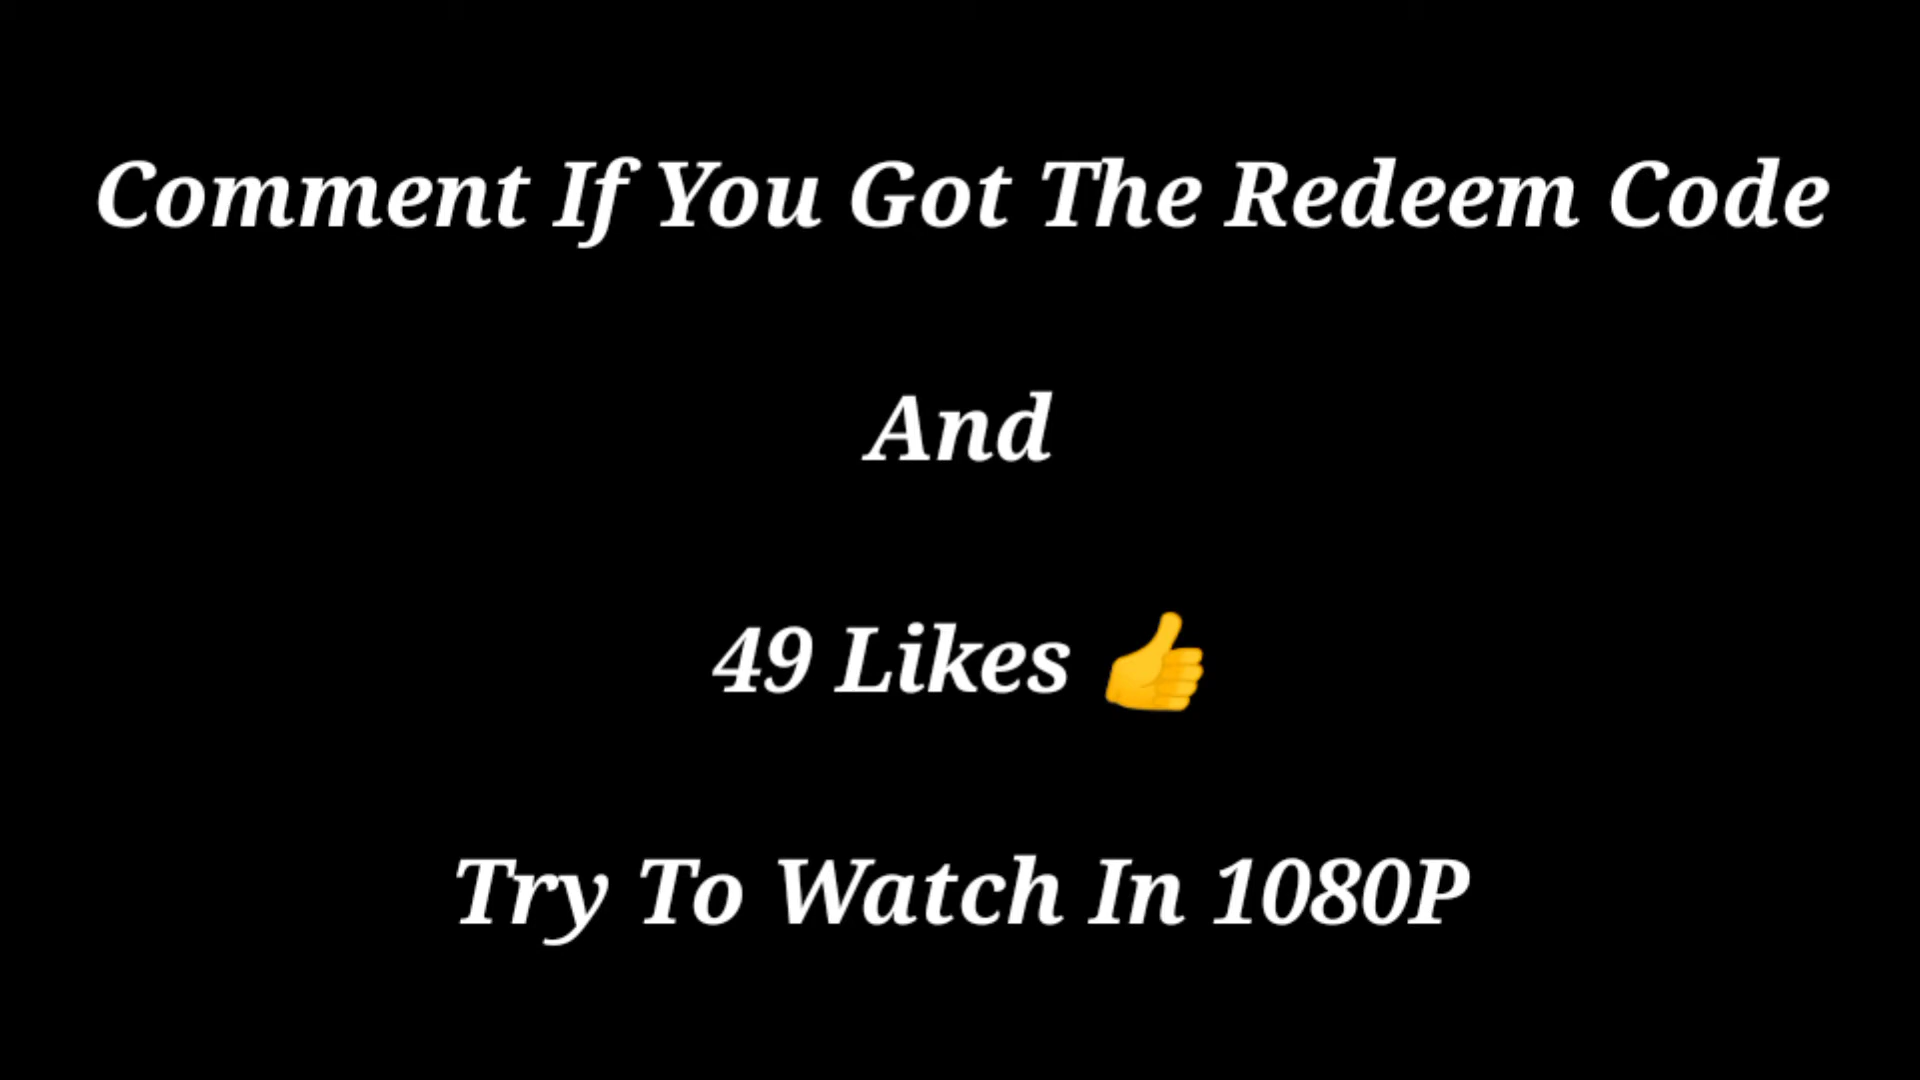 Comment If You Got The Redeem Code
And
49 Likes 👍
Try To Watch In 1080P